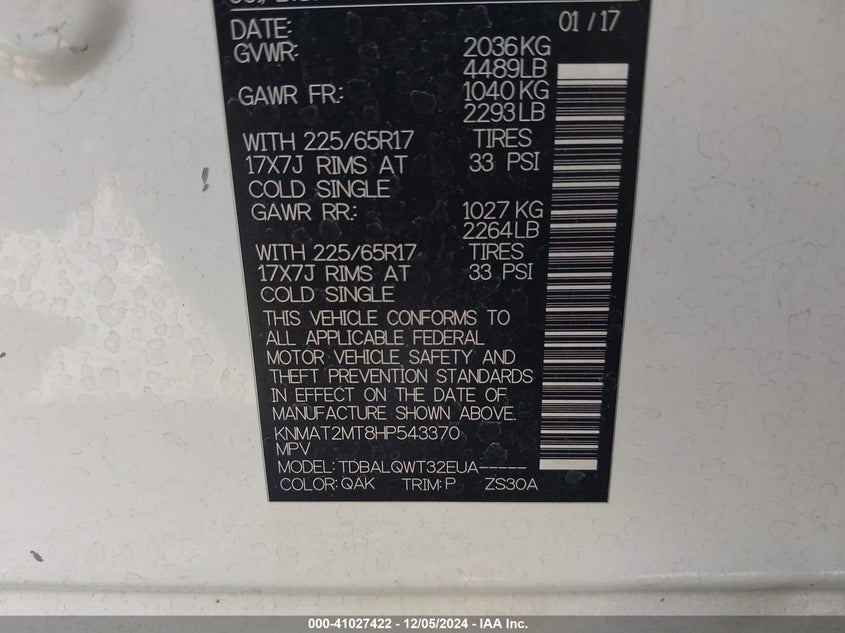 DATE: 01/17
GVWR: 2036KG
4489LB
GAWR FR: 1040KG
2293LB
WITH 225/65R17 TIRES
17X7J RIMS AT 33 PSI
COLD SINGLE
GAWR RR: 1027KG
2264LB
WITH 225/65R17 TIRES
17X7J RIMS AT 33 PSI
COLD SINGLE
THIS VEHICLE CONFORMS TO
ALL APPLICABLE FEDERAL
MOTOR VEHICLE SAFETY AND
THEFT PREVENTION STANDARDS
IN EFFECT ON THE DATE OF
MANUFACTURE SHOWN ABOVE.
KNMAT2MT8HP543370
MPV
MODEL: TDBALQWT32EUA-----
COLOR: QAK TRIM: P ZS30A
000-41027422 - 12/05/2024 - IAA Inc.